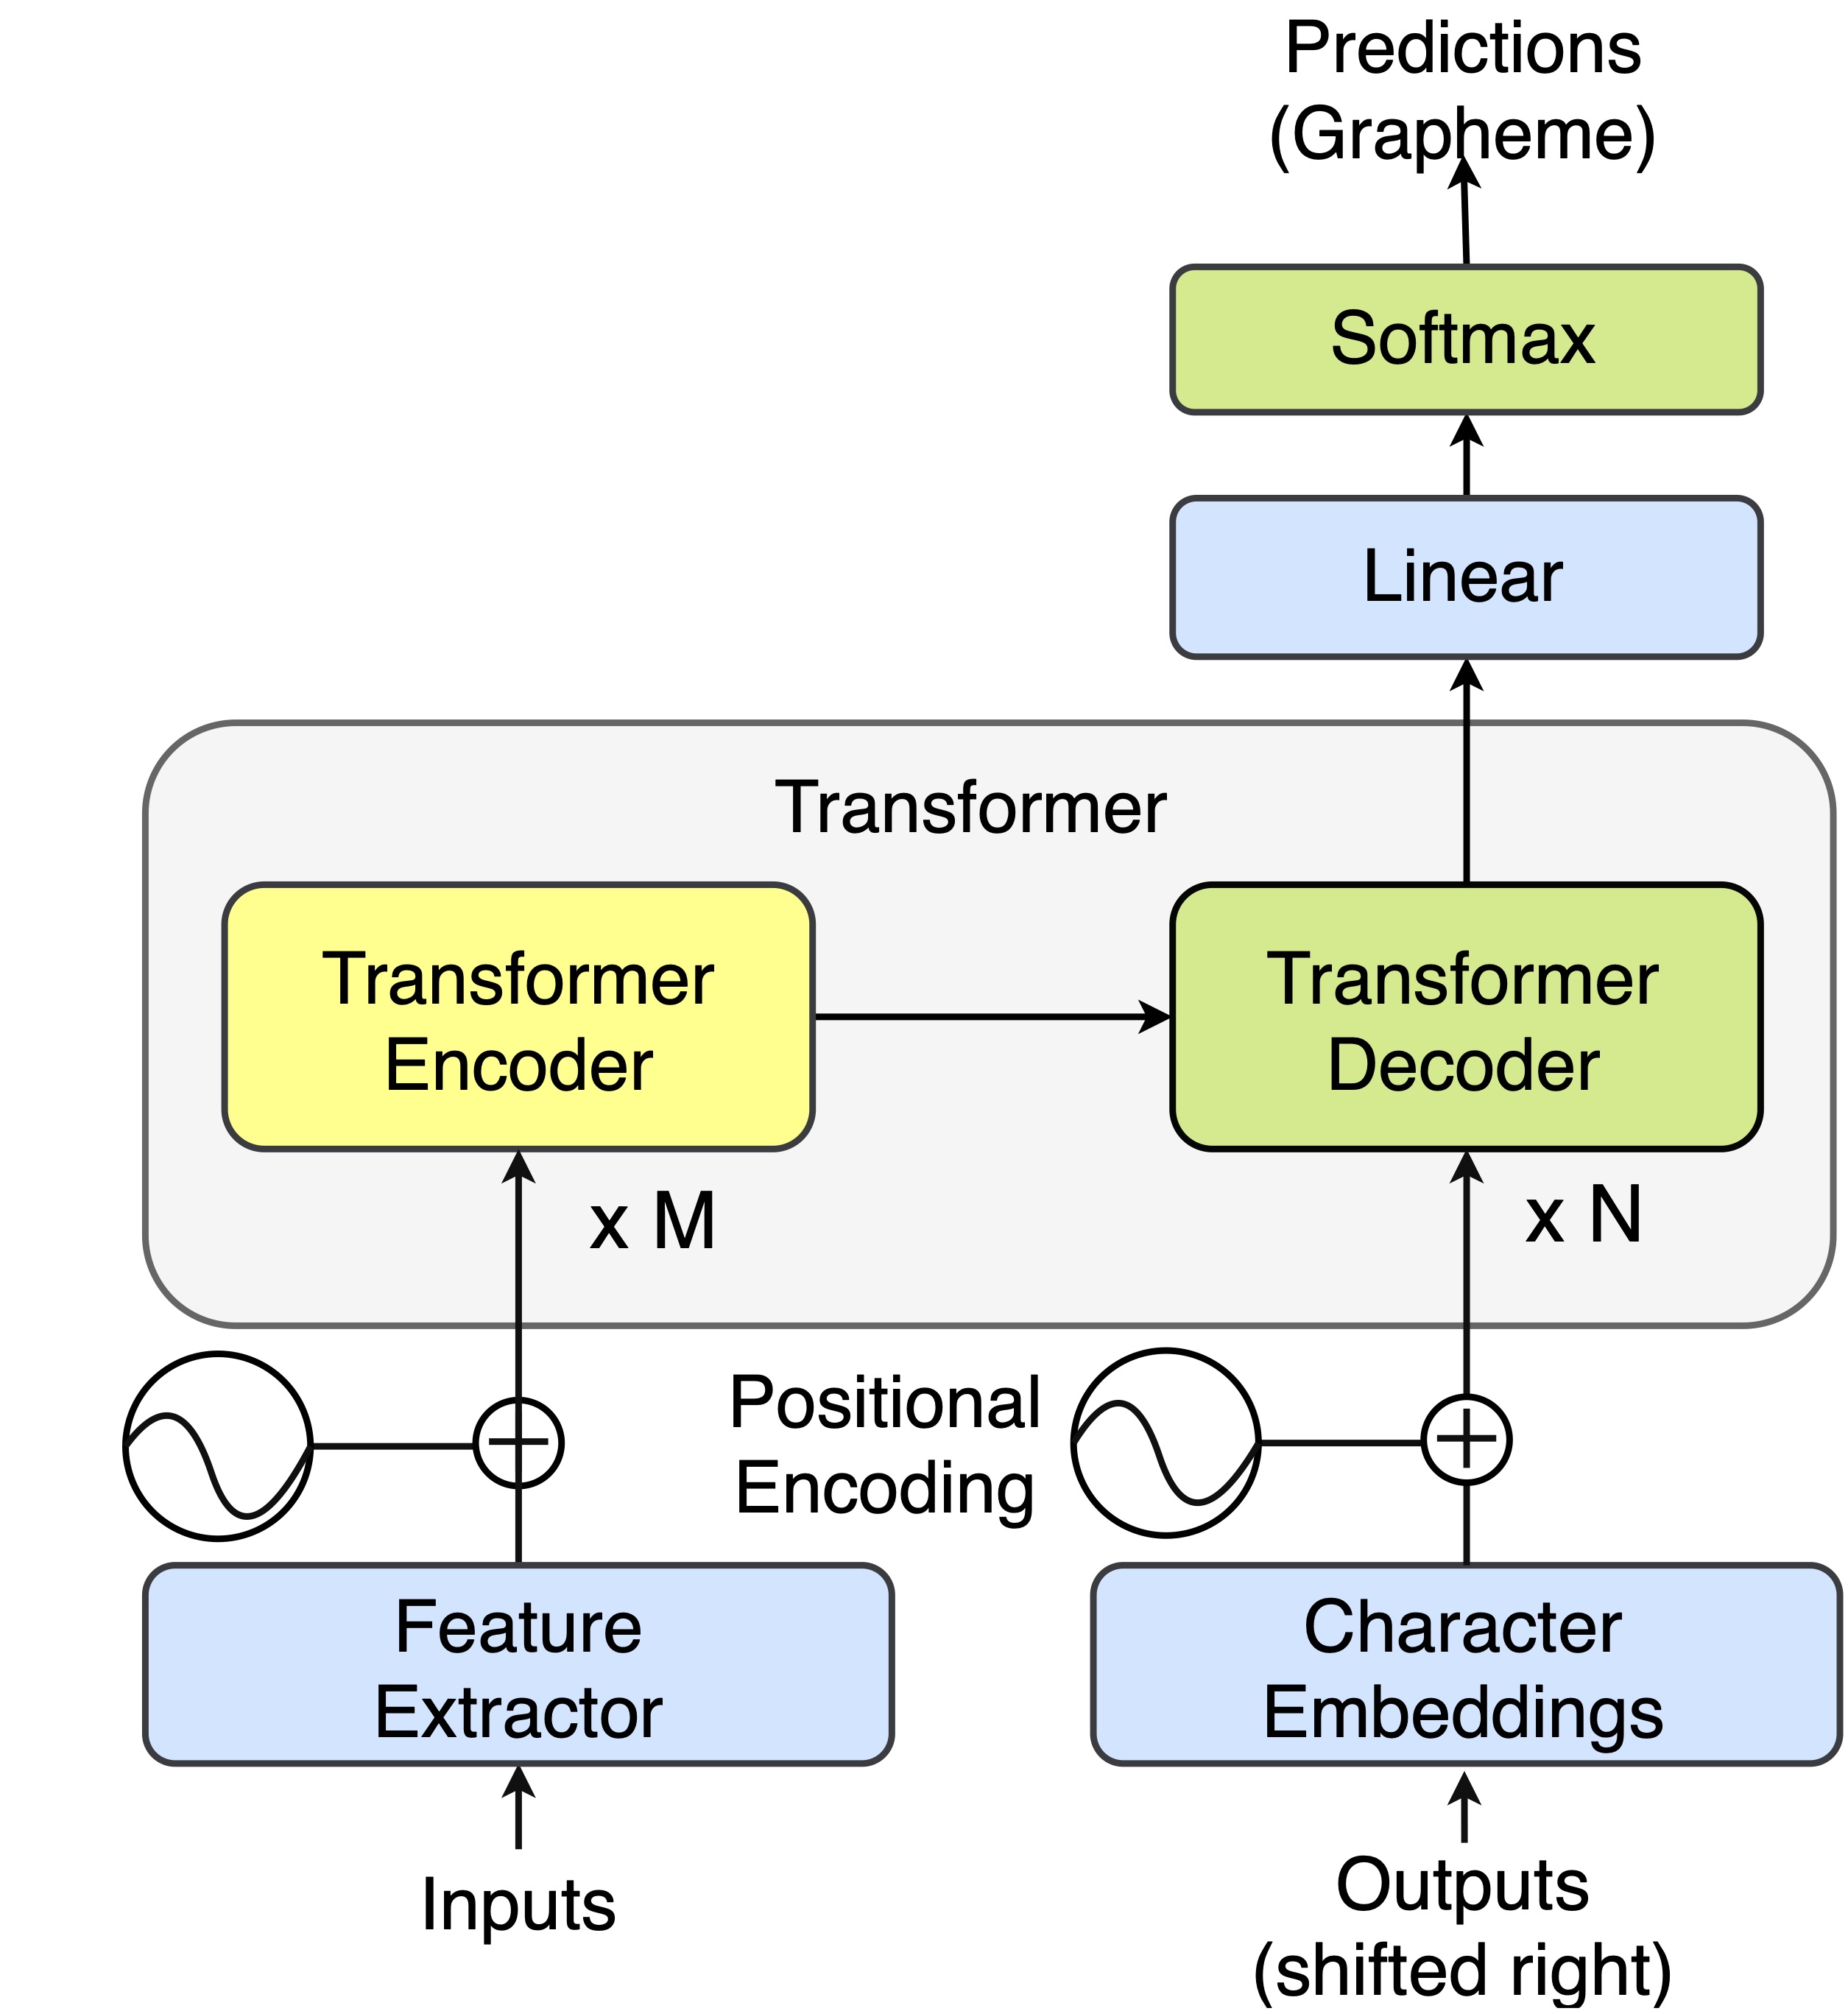 Predictions
(Grapheme)
Softmax
Linear
Transformer
Transformer
Encoder
Transformer
Decoder
x M
x N
Positional
Encoding
Feature
Extractor
Character
Embeddings
Inputs
Outputs
(shifted right)